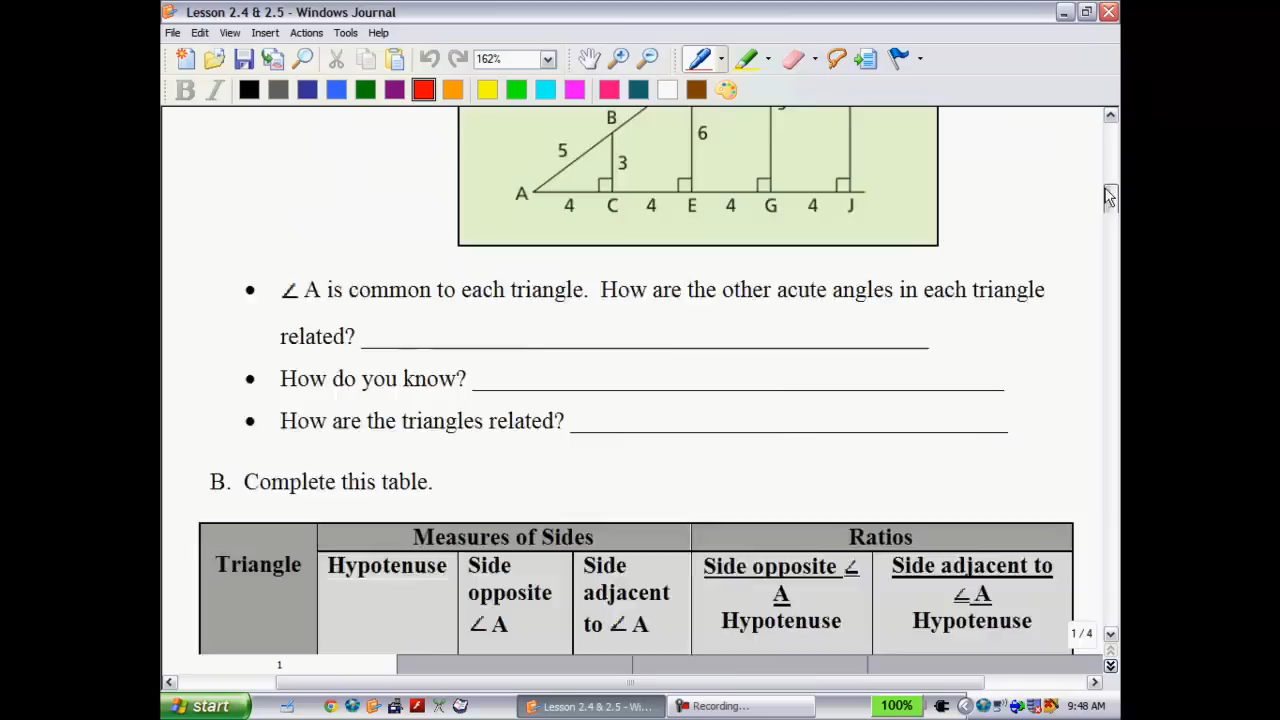 Lesson 2.4 & 2.5 - Windows Journal
File Edit View Insert Actions Tools Help
162%
B I
B
5 3 6
A
4 C 4 E 4 G 4 J
• ∠ A is common to each triangle. How are the other acute angles in each triangle
related? ____
• How do you know? ____
• How are the triangles related? ____
B. Complete this table.
Measures of Sides Ratios
Triangle Hypotenuse Side opposite ∠ A Side adjacent to ∠ A Side opposite ∠ A Hypotenuse Side adjacent to ∠ A Hypotenuse
1 / 4
1
start Lesson 2.4 & 2.5 - Wi... Recording... 100% 9:48 AM